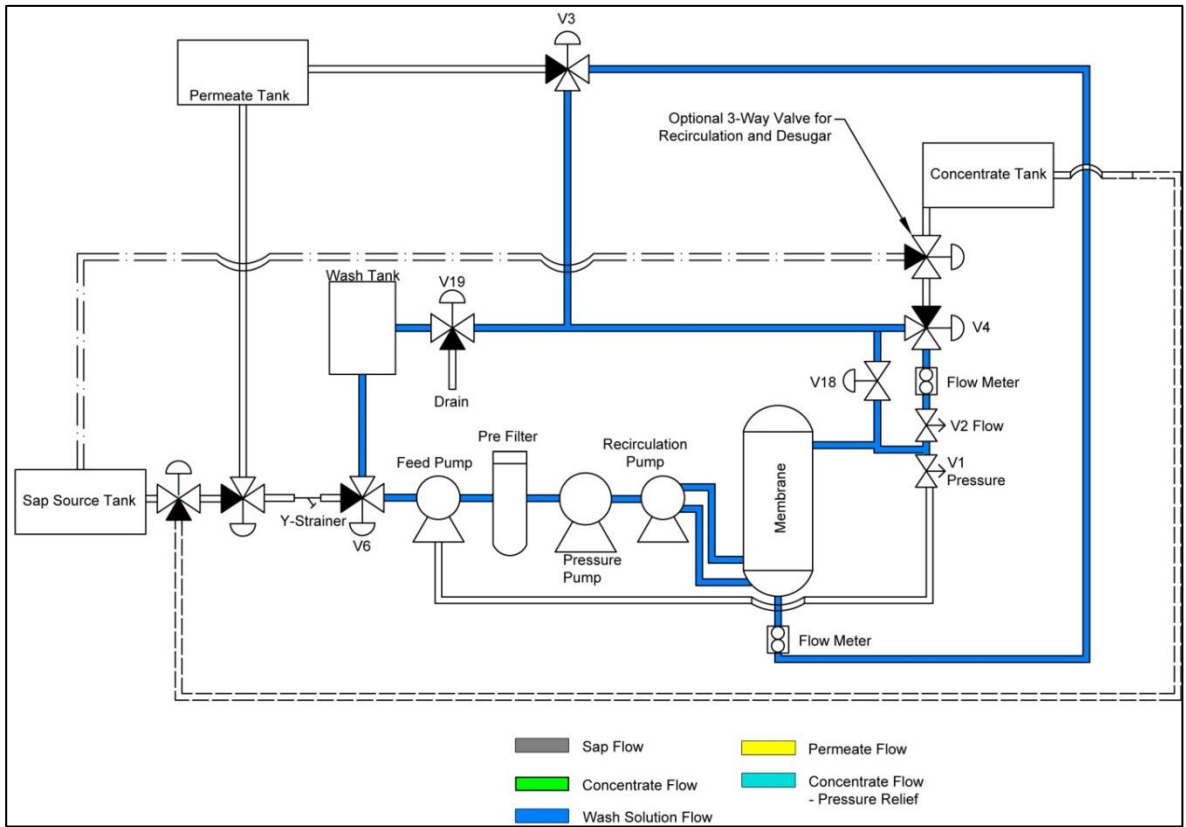 V3
Permeate Tank
Optional 3-Way Valve for
Recirculation and Desugar
Concentrate Tank
Wash Tank
V19
V4
Drain
V18
Flow Meter
V2 Flow
Pre Filter
Recirculation
Pump
Feed Pump
V1
Pressure
Membrane
Sap Source Tank
Y-Strainer
V6
Pressure
Pump
Flow Meter
Sap Flow
Permeate Flow
Concentrate Flow
Concentrate Flow
- Pressure Relief
Wash Solution Flow